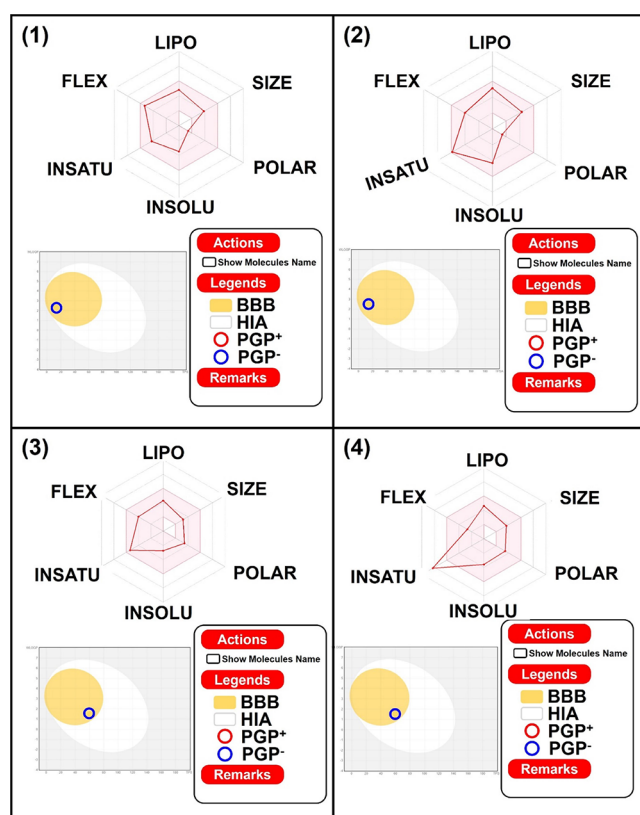 (1)
LIPO
FLEX
SIZE
INSATU
POLAR
INSOLU
Actions
Show Molecules Name
Legends
BBB
HIA
PGP+
PGP-
Remarks
(2)
LIPO
FLEX
SIZE
INSATU
POLAR
INSOLU
Actions
Show Molecules Name
Legends
BBB
HIA
PGP+
PGP-
Remarks
(3)
LIPO
FLEX
SIZE
INSATU
POLAR
INSOLU
Actions
Show Molecules Name
Legends
BBB
HIA
PGP+
PGP-
Remarks
(4)
LIPO
FLEX
SIZE
INSATU
POLAR
INSOLU
Actions
Show Molecules Name
Legends
BBB
HIA
PGP+
PGP-
Remarks